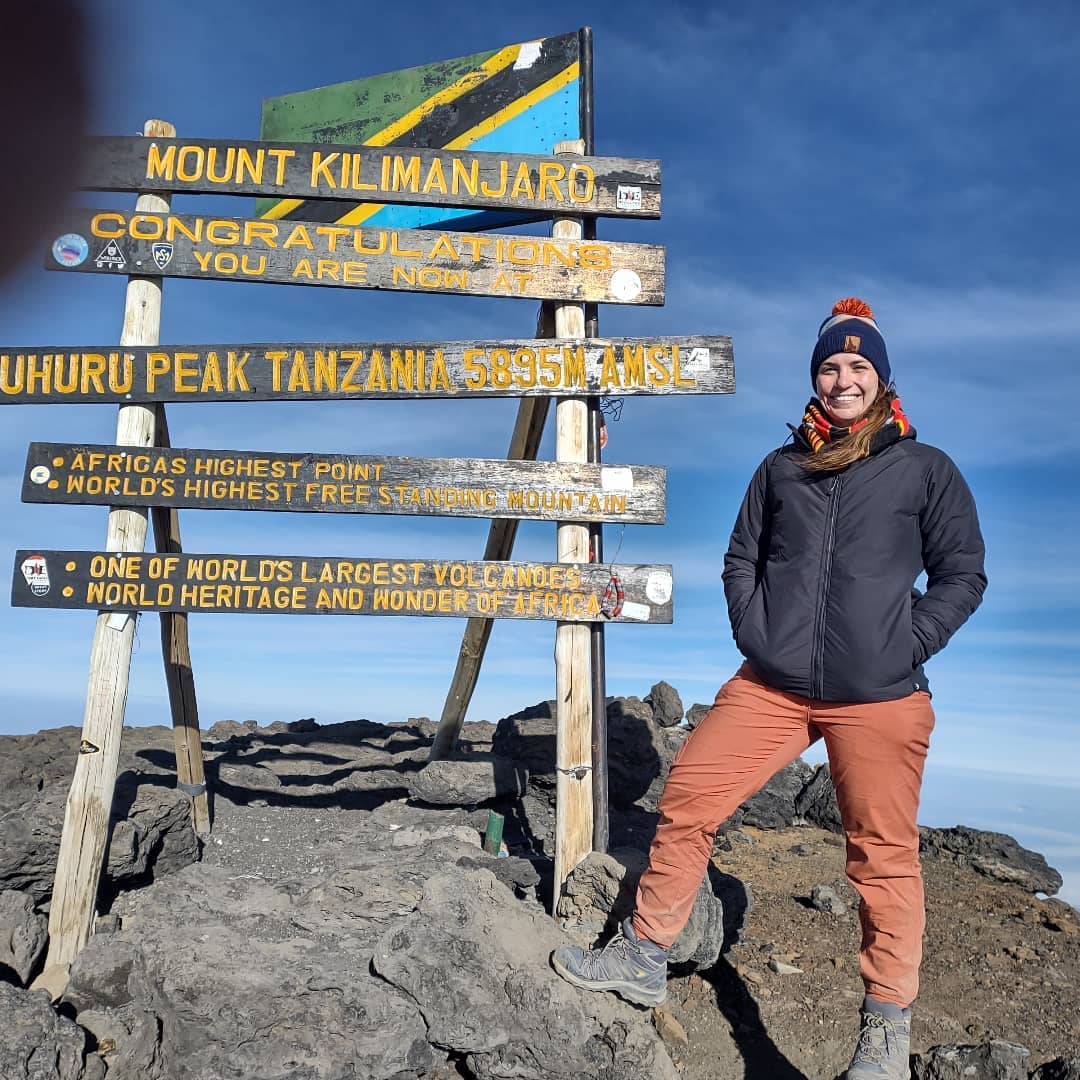 MOUNT KILIMANJARO
CONGRATULATIONS
YOU ARE NOW AT
UHURU PEAK TANZANIA 5895M AMSL
• AFRICAS HIGHEST POINT
• WORLD'S HIGHEST FREE STANDING MOUNTAIN
• ONE OF WORLD'S LARGEST VOLCANOES
• WORLD HERITAGE AND WONDER OF AFRICA